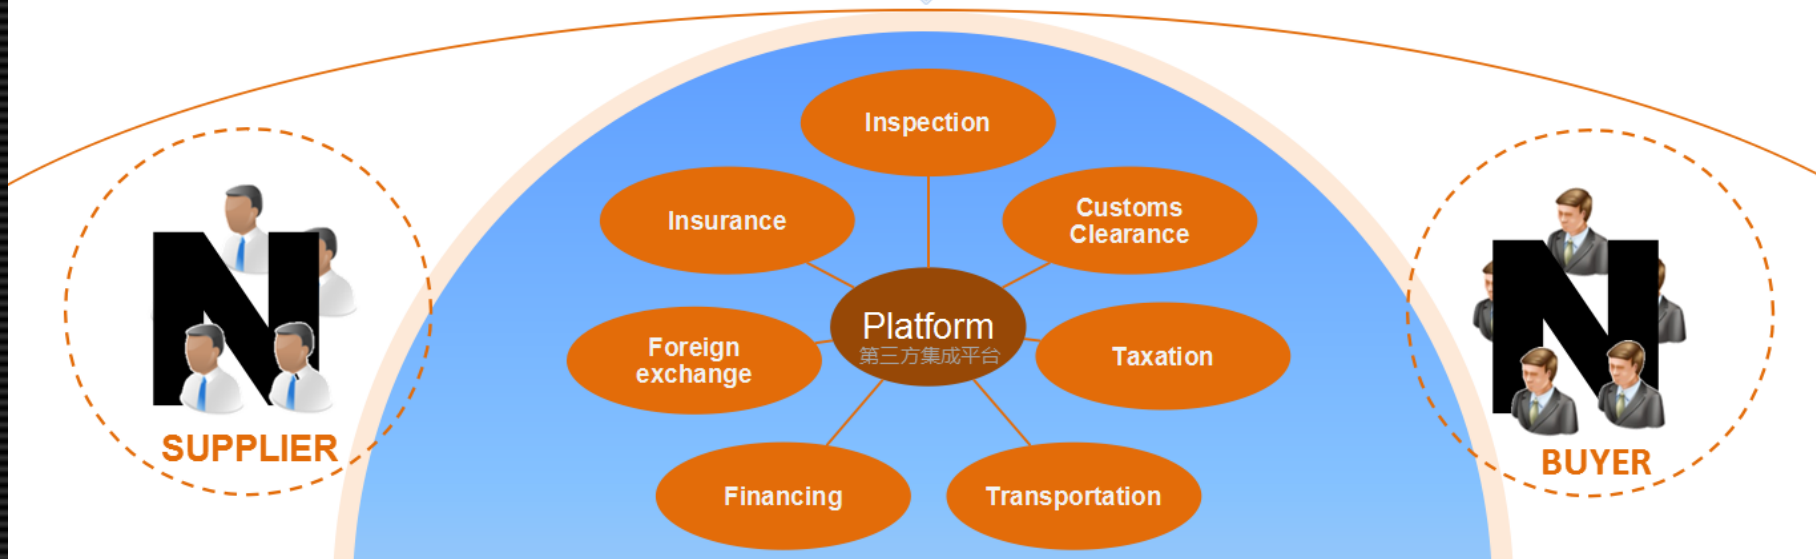 Inspection
Insurance
Customs
Clearance
Platform
第三方集成平台
Foreign
exchange
Taxation
Financing
Transportation
N
SUPPLIER
N
BUYER